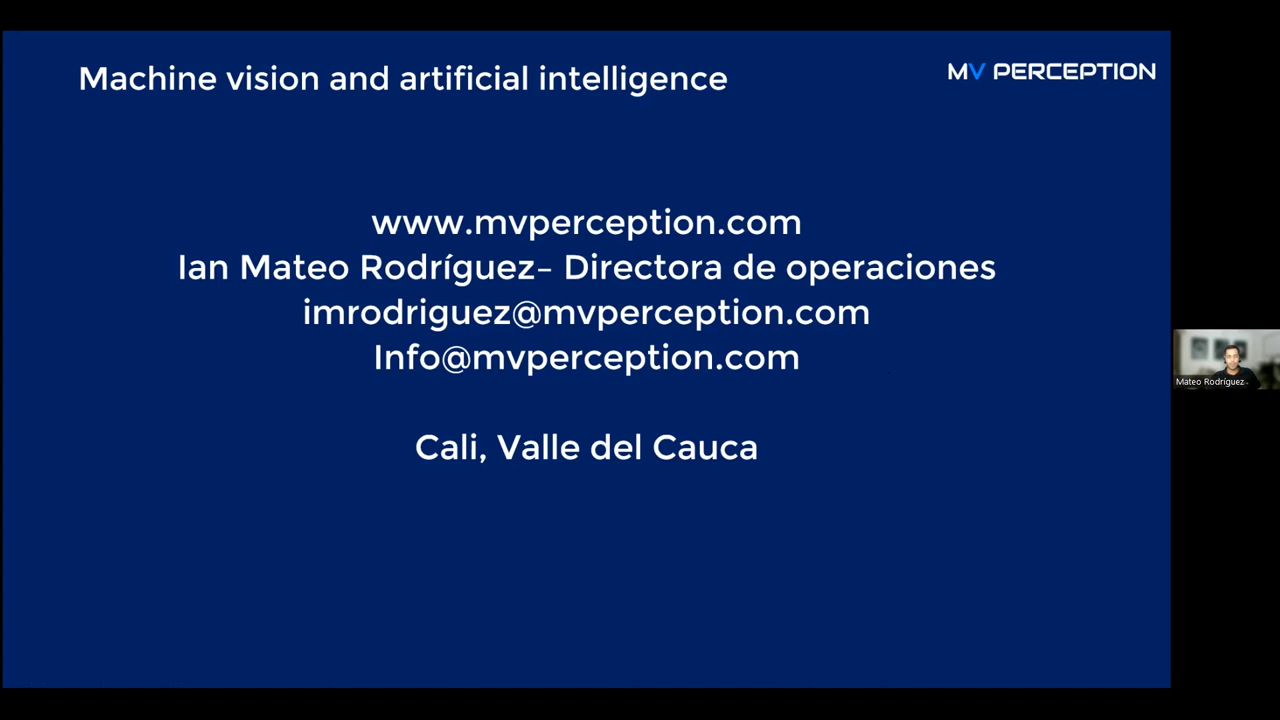 Machine vision and artificial intelligence
MV PERCEPTION
www.mvperception.com
Ian Mateo Rodríguez– Directora de operaciones
imrodriguez@mvperception.com
Info@mvperception.com
Mateo Rodríguez
Cali, Valle del Cauca